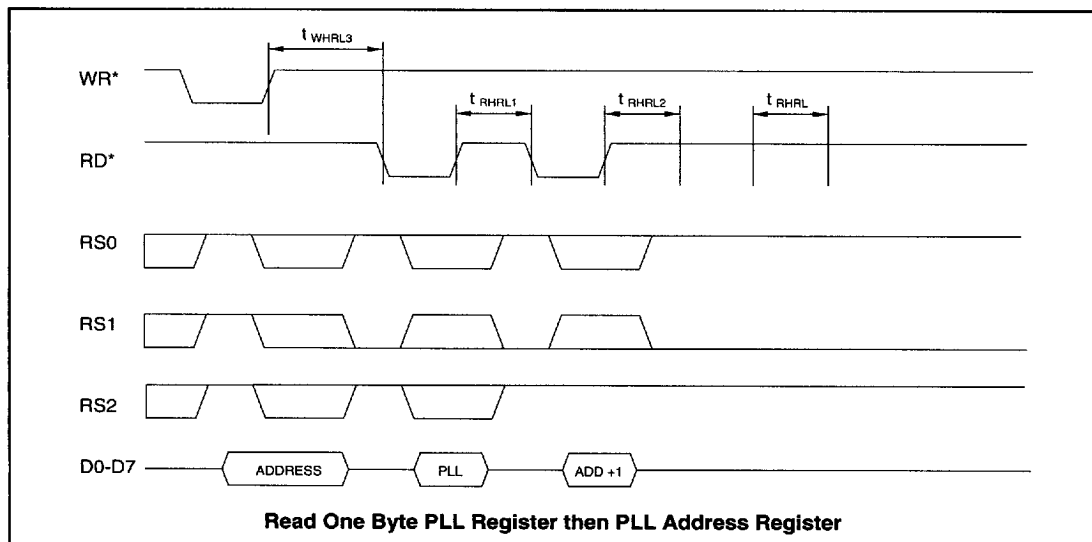 t WHRL3
WR*
t RHRL1
t RHRL2
t RHRL
RD*
RS0
RS1
RS2
D0-D7
ADDRESS
PLL
ADD +1
Read One Byte PLL Register then PLL Address Register